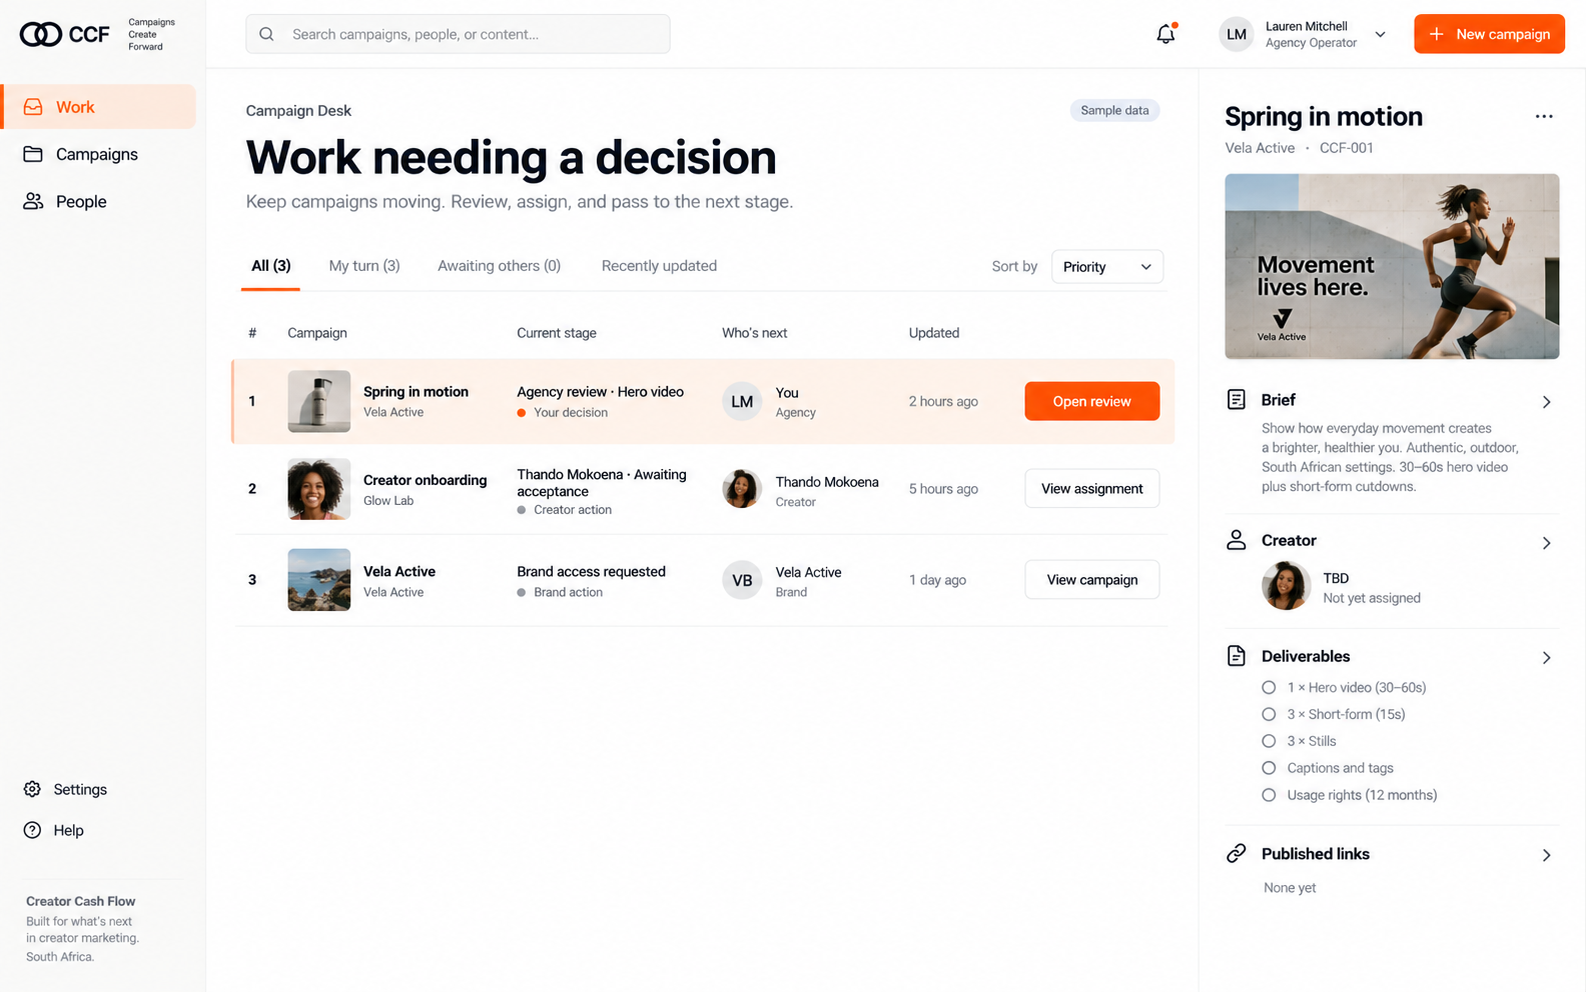 CCF
Campaigns
Create
Forward
Search campaigns, people, or content...
LM
Lauren Mitchell
Agency Operator
New campaign
Work
Campaigns
People
Settings
Help
Creator Cash Flow
Built for what's next
in creator marketing.
South Africa.
Campaign Desk
Sample data
Work needing a decision
Keep campaigns moving. Review, assign, and pass to the next stage.
All (3)
My turn (3)
Awaiting others (0)
Recently updated
Sort by
Priority
# Campaign Current stage Who's next Updated
1
Spring in motion
Vela Active
Agency review · Hero video
Your decision
LM
You
Agency
2 hours ago
Open review
2
Creator onboarding
Glow Lab
Thando Mokoena · Awaiting
acceptance
Creator action
Thando Mokoena
Creator
5 hours ago
View assignment
3
Vela Active
Vela Active
Brand access requested
Brand action
VB
Vela Active
Brand
1 day ago
View campaign
Spring in motion
Vela Active · CCF-001
Movement
lives here.
Vela Active
Brief
Show how everyday movement creates
a brighter, healthier you. Authentic, outdoor,
South African settings. 30–60s hero video
plus short-form cutdowns.
Creator
TBD
Not yet assigned
Deliverables
1 × Hero video (30–60s)
3 × Short-form (15s)
3 × Stills
Captions and tags
Usage rights (12 months)
Published links
None yet